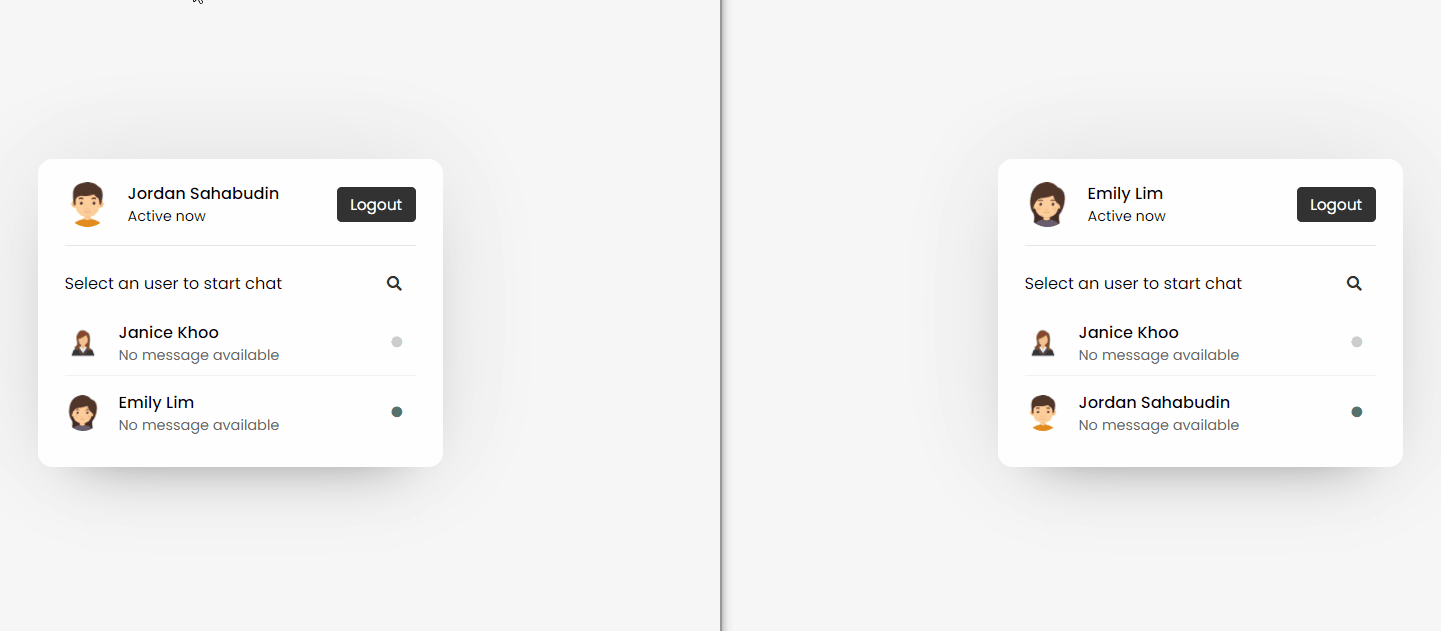 Jordan Sahabudin
Active now
Logout
Select an user to start chat
Janice Khoo
No message available
Emily Lim
No message available
Emily Lim
Active now
Logout
Select an user to start chat
Janice Khoo
No message available
Jordan Sahabudin
No message available